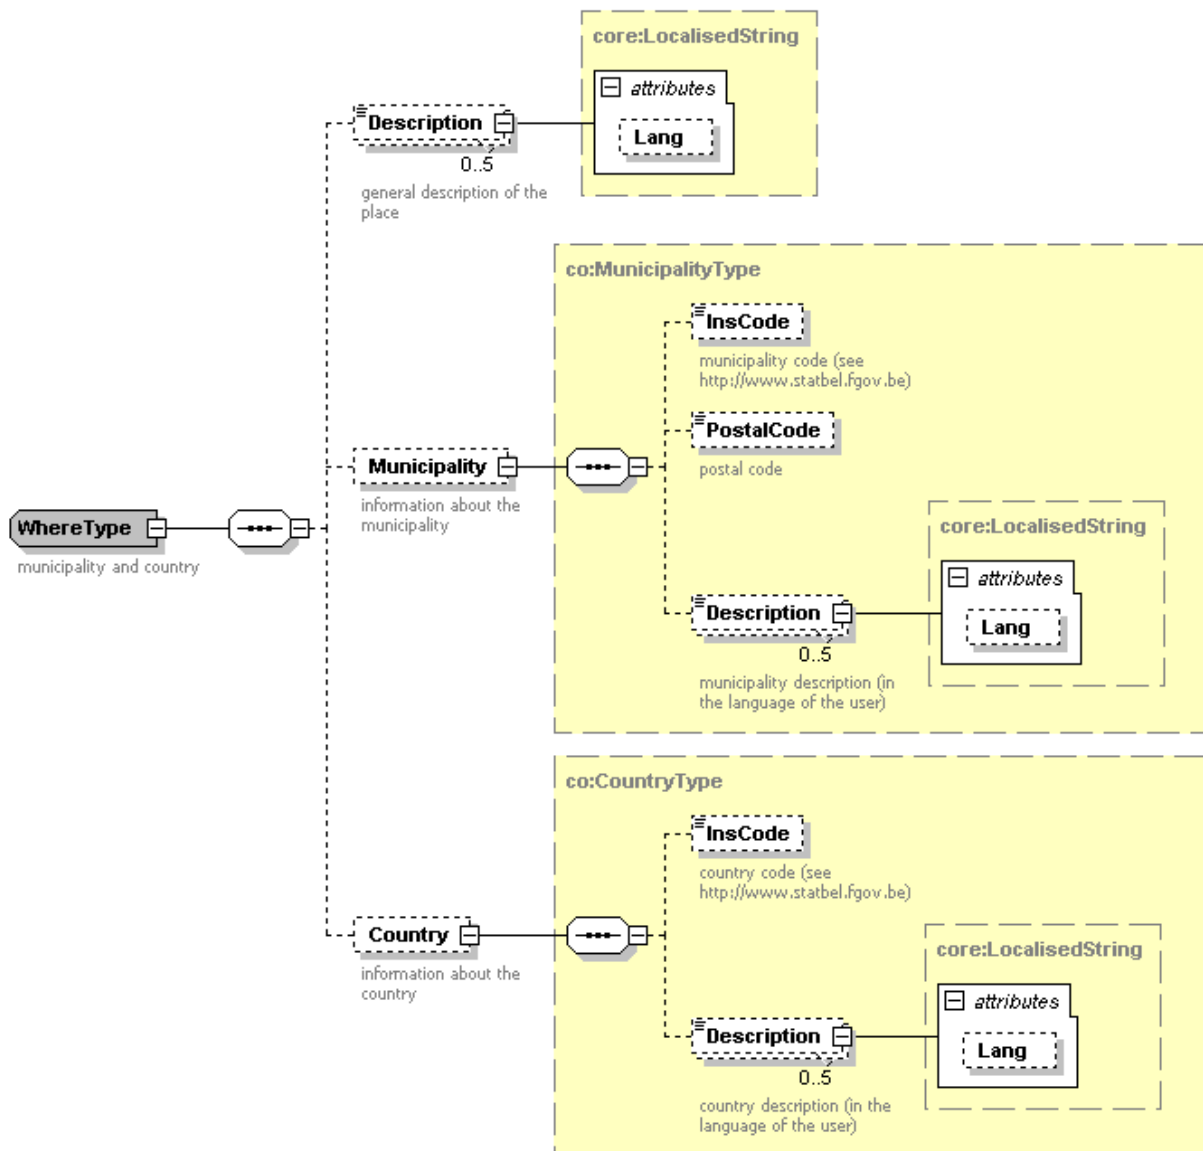 core:LocalisedString
attributes
Description
Lang
0..5
general description of the
place
co:MunicipalityType
InsCode
municipality code (see
http://www.statbel.fgov.be)
PostalCode
postal code
Municipality
information about the
municipality
core:LocalisedString
attributes
Description
Lang
0..5
municipality description (in
the language of the user)
WhereType
municipality and country
co:CountryType
InsCode
country code (see
http://www.statbel.fgov.be)
Country
information about the
country
core:LocalisedString
attributes
Description
Lang
0..5
country description (in the
language of the user)